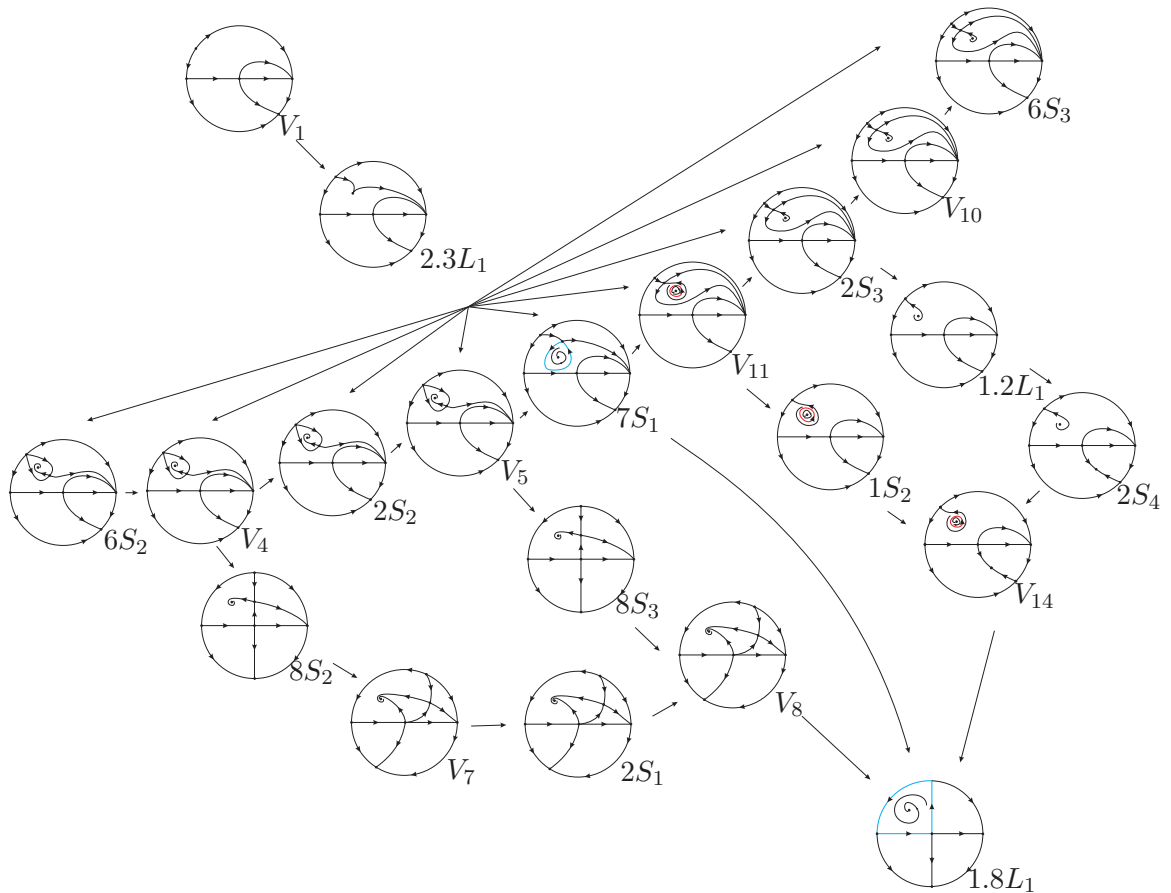 6S₃
V₁
V₁₀
2.3L₁
2S₃
V₁₁
1.2L₁
7S₁
V₅
1S₂
2S₄
2S₂
6S₂
V₄
8S₃
V₁₄
8S₂
V₈
V₇
2S₁
1.8L₁